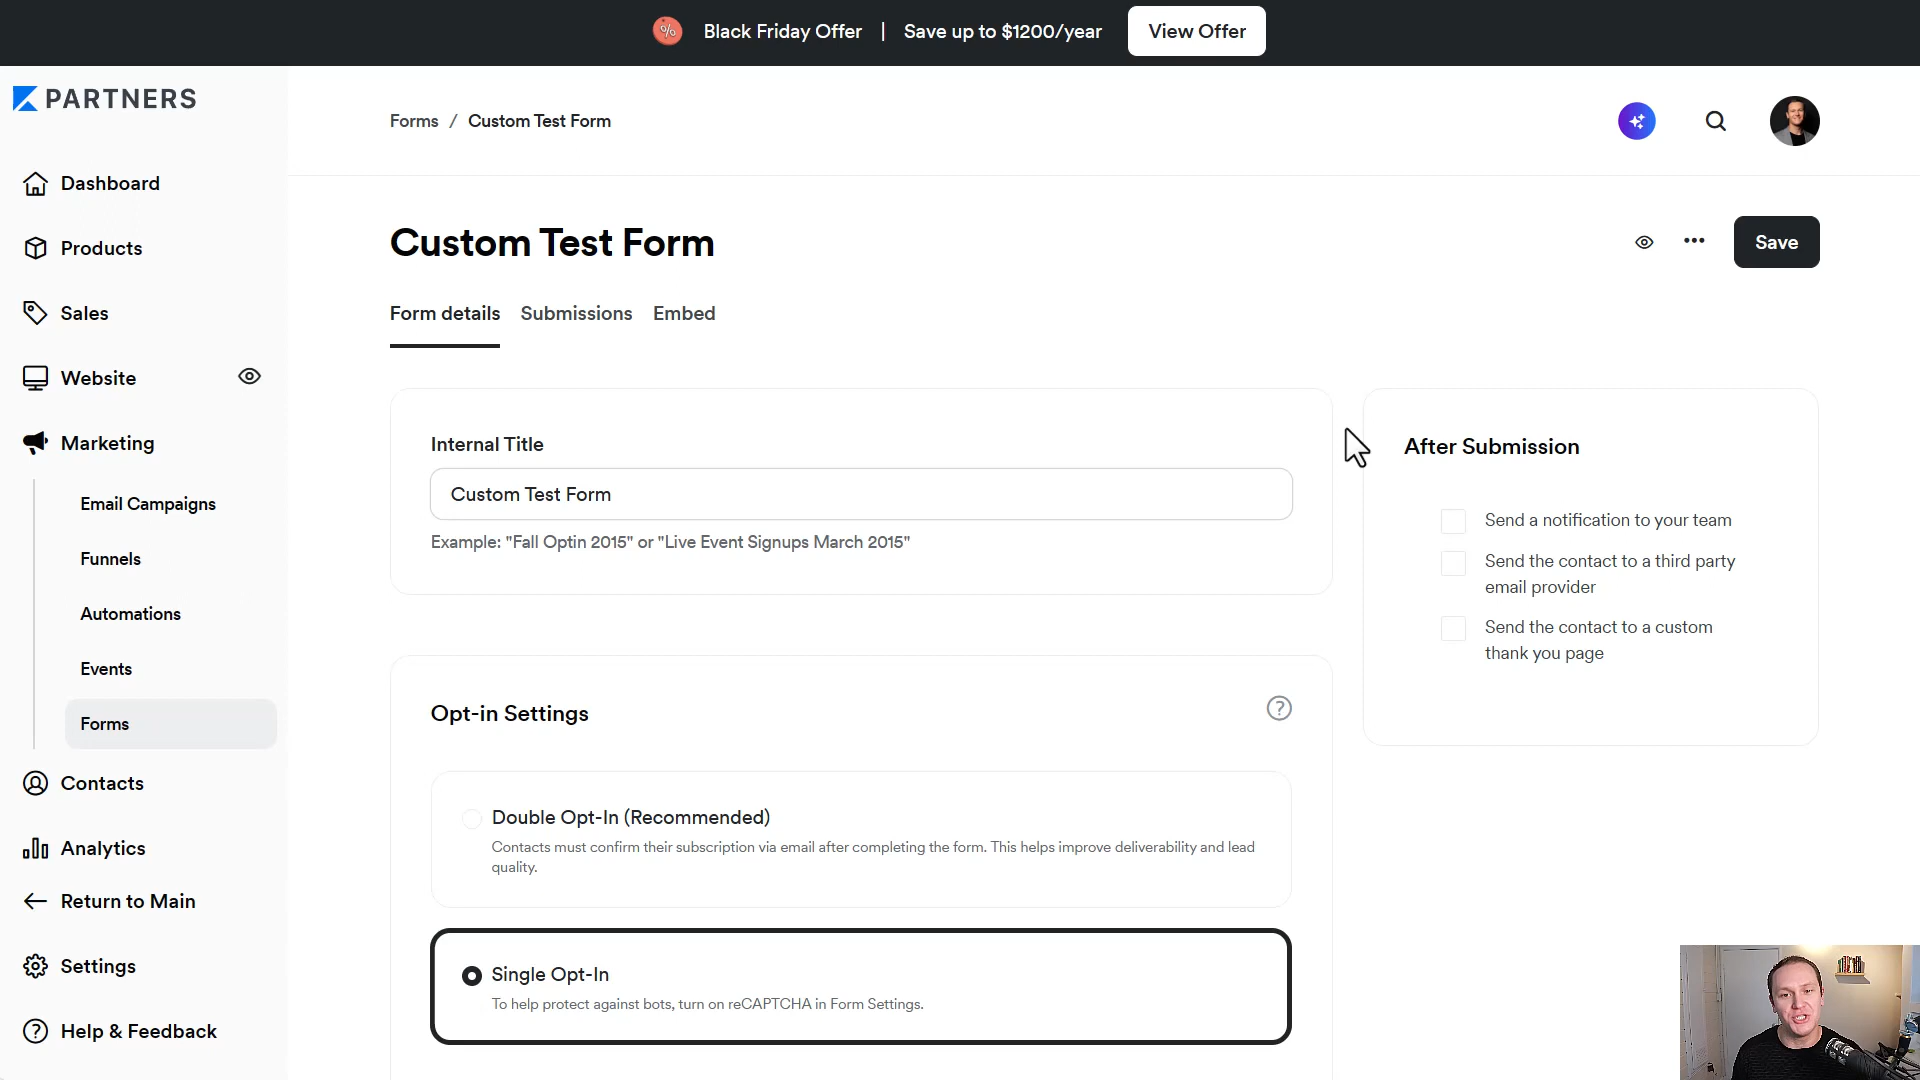 Black Friday Offer | Save up to $1200/year View Offer
PARTNERS
Forms / Custom Test Form
Dashboard
Products
Sales
Website
Marketing
Email Campaigns
Funnels
Automations
Events
Forms
Contacts
Analytics
Return to Main
Settings
Help & Feedback
Custom Test Form
Save
Form details Submissions Embed
Internal Title
Custom Test Form
Example: "Fall Optin 2015" or "Live Event Signups March 2015"
Opt-in Settings
Double Opt-In (Recommended)
Contacts must confirm their subscription via email after completing the form. This helps improve deliverability and lead
quality.
Single Opt-In
To help protect against bots, turn on reCAPTCHA in Form Settings.
After Submission
Send a notification to your team
Send the contact to a third party
email provider
Send the contact to a custom
thank you page